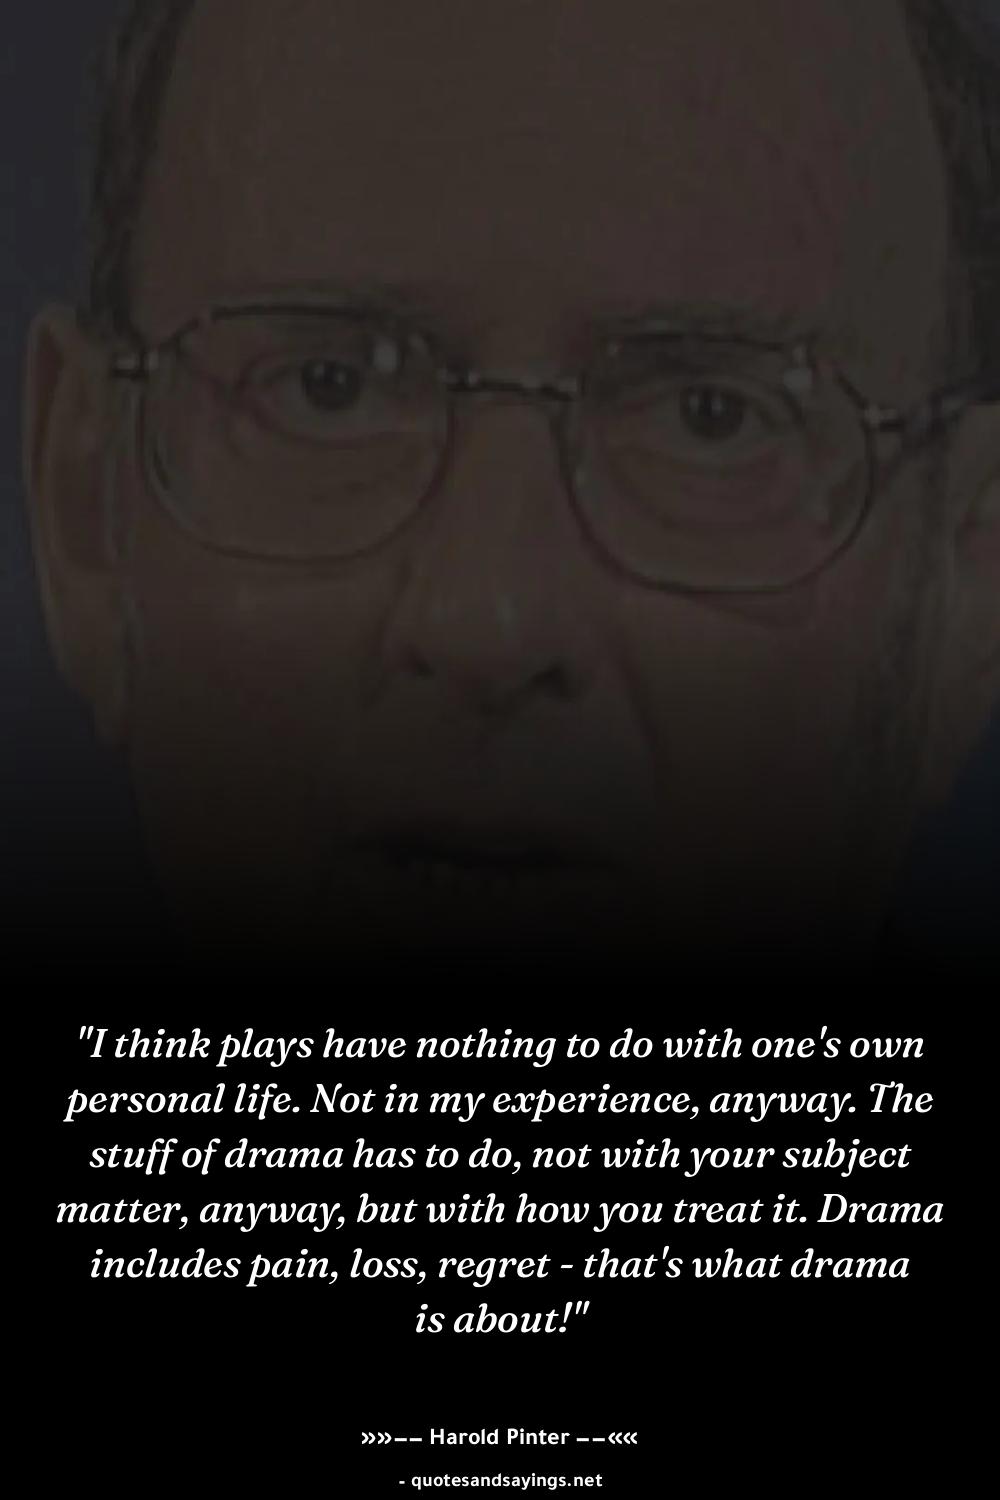 "I think plays have nothing to do with one's own
personal life. Not in my experience, anyway. The
stuff of drama has to do, not with your subject
matter, anyway, but with how you treat it. Drama
includes pain, loss, regret - that's what drama
is about!"
»»–– Harold Pinter ––««
- quotesandsayings.net